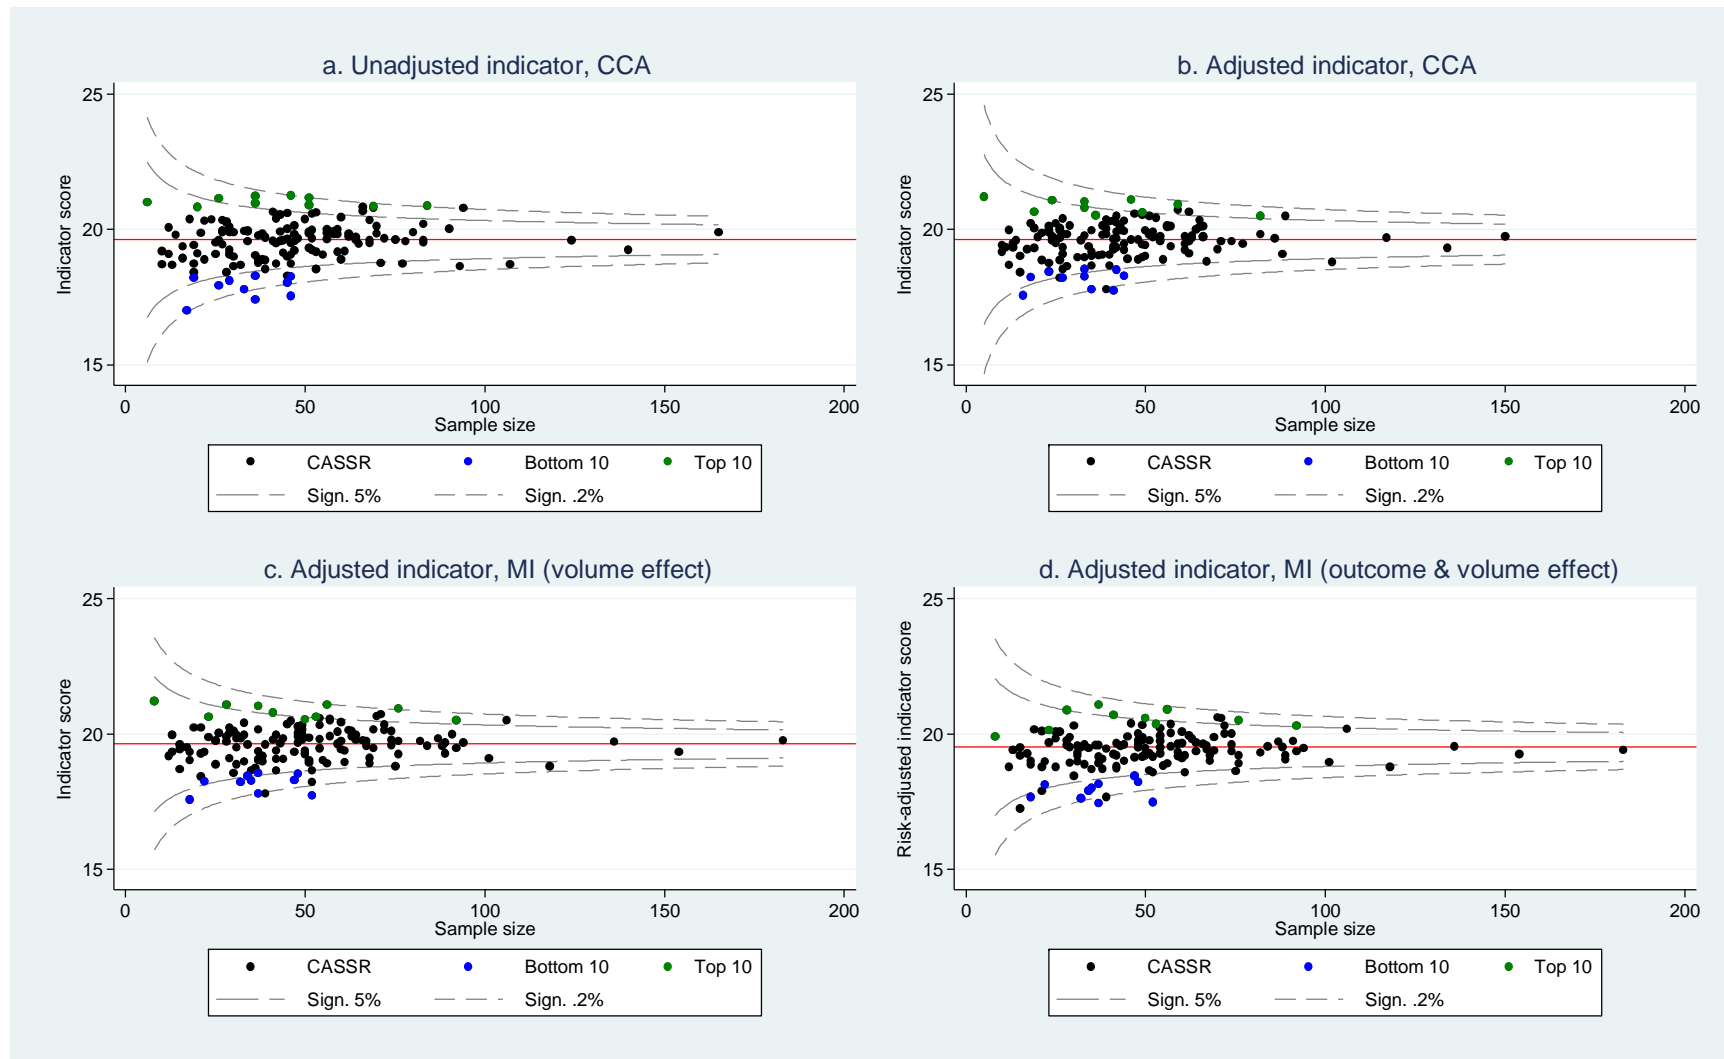 a. Unadjusted indicator, CCA
25
20
15
Indicator score
0 50 100 150 200
Sample size
CASSR Bottom 10 Top 10
Sign. 5% Sign. .2%
b. Adjusted indicator, CCA
25
20
15
Indicator score
0 50 100 150 200
Sample size
CASSR Bottom 10 Top 10
Sign. 5% Sign. .2%
c. Adjusted indicator, MI (volume effect)
25
20
15
Indicator score
0 50 100 150 200
Sample size
CASSR Bottom 10 Top 10
Sign. 5% Sign. .2%
d. Adjusted indicator, MI (outcome & volume effect)
25
20
15
Risk-adjusted indicator score
0 50 100 150 200
Sample size
CASSR Bottom 10 Top 10
Sign. 5% Sign. .2%